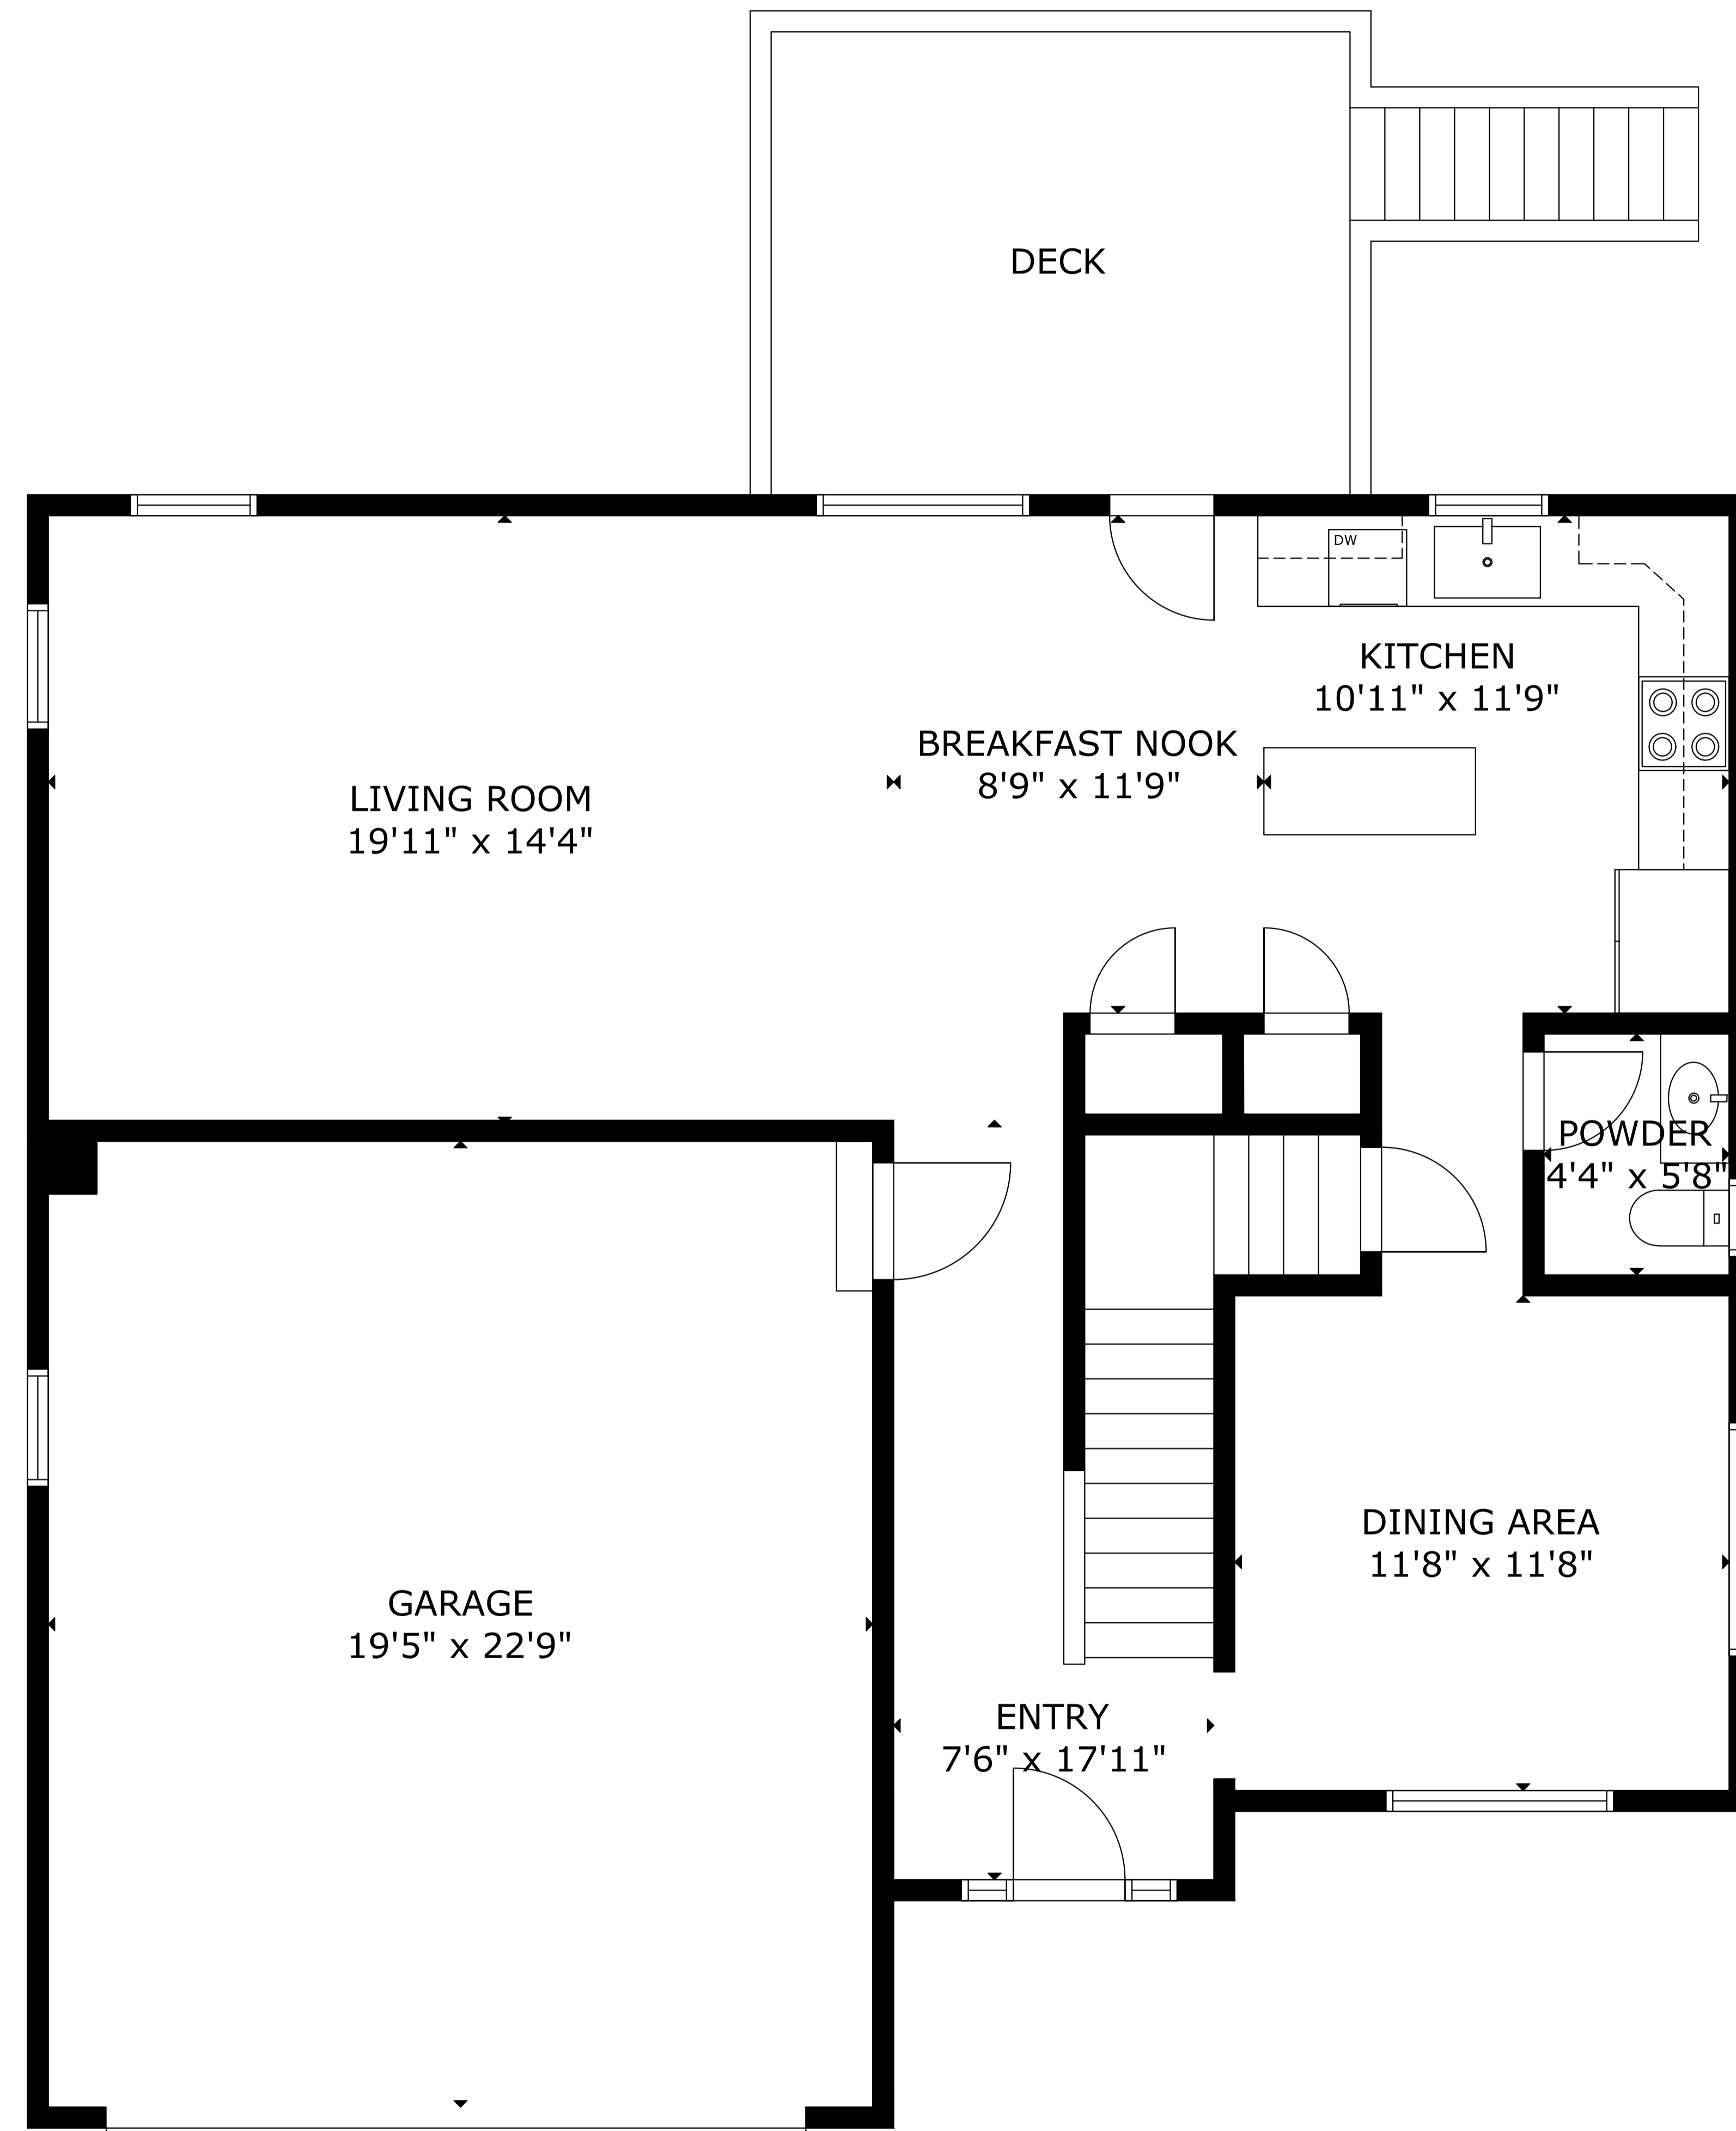 DECK
DW
KITCHEN
10'11" x 11'9"
BREAKFAST NOOK
8'9" x 11'9"
LIVING ROOM
19'11" x 14'4"
POWDER
4'4" x 5'8"
DINING AREA
11'8" x 11'8"
GARAGE
19'5" x 22'9"
ENTRY
7'6" x 17'11"